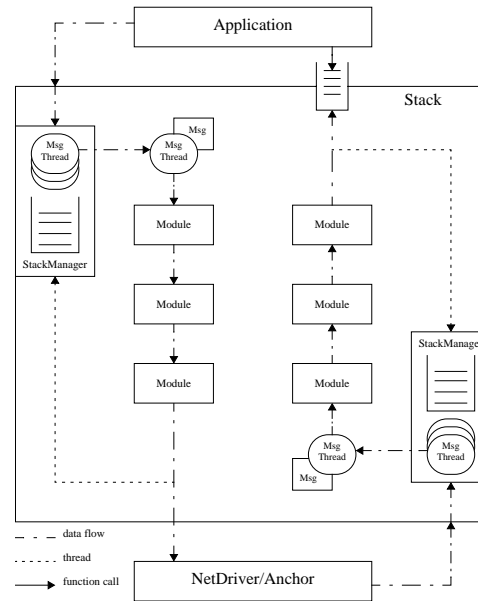 Application
Stack
Msg
Thread
Msg
Thread
Msg
StackManager
Module
Module
Module
Module
Module
Module
StackManager
Msg
Thread
Msg
Thread
Msg
data flow
thread
function call
NetDriver/Anchor